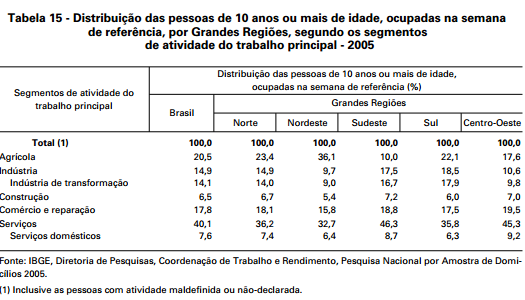 Tabela 15 - Distribuição das pessoas de 10 anos ou mais de idade, ocupadas na semana
de referência, por Grandes Regiões, segundo os segmentos
de atividade do trabalho principal - 2005
Segmentos de atividade do
trabalho principal
Distribuição das pessoas de 10 anos ou mais de idade,
ocupadas na semana de referência (%)
Brasil
Grandes Regiões
Norte Nordeste Sudeste Sul Centro-Oeste
Total (1) 100,0 100,0 100,0 100,0 100,0 100,0
Agrícola 20,5 23,4 36,1 10,0 22,1 17,6
Indústria 14,9 14,9 9,7 17,5 18,5 10,6
Indústria de transformação 14,1 14,0 9,0 16,7 17,9 9,8
Construção 6,5 6,7 5,4 7,2 6,0 7,0
Comércio e reparação 17,8 18,1 15,8 18,8 17,5 19,5
Serviços 40,1 36,2 32,7 46,3 35,8 45,3
Serviços domésticos 7,6 7,4 6,4 8,7 6,3 9,2
Fonte: IBGE, Diretoria de Pesquisas, Coordenação de Trabalho e Rendimento, Pesquisa Nacional por Amostra de Domi-
cílios 2005.
(1) Inclusive as pessoas com atividade maldefinida ou não-declarada.